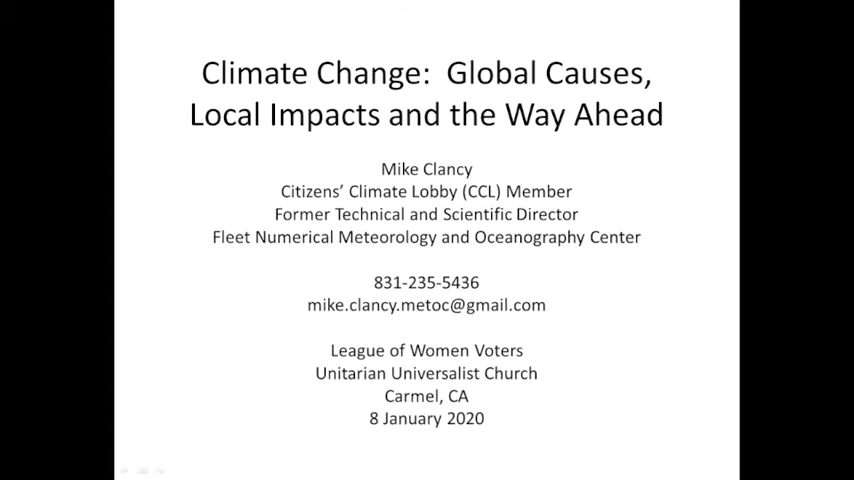 Climate Change:  Global Causes,
Local Impacts and the Way Ahead
Mike Clancy
Citizens' Climate Lobby (CCL) Member
Former Technical and Scientific Director
Fleet Numerical Meteorology and Oceanography Center
831-235-5436
mike.clancy.metoc@gmail.com
League of Women Voters
Unitarian Universalist Church
Carmel, CA
8 January 2020